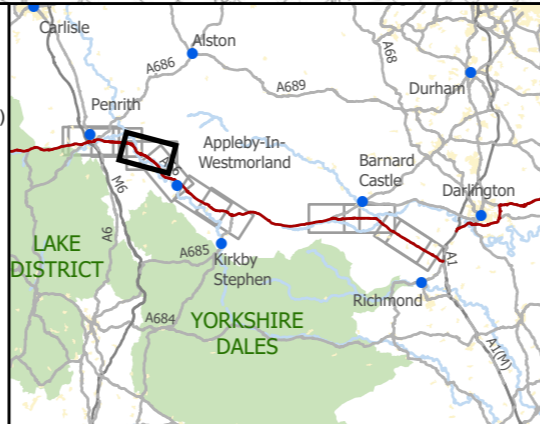 Carlisle
Alston
A68
A686
A689
Durham
)
Penrith
Appleby-In-
Westmorland
Barnard
Castle
Darlington
M6
A6
LAKE
DISTRICT
A685
Kirkby
Stephen
A1
Richmond
A684
YORKSHIRE
DALES
A1(M)